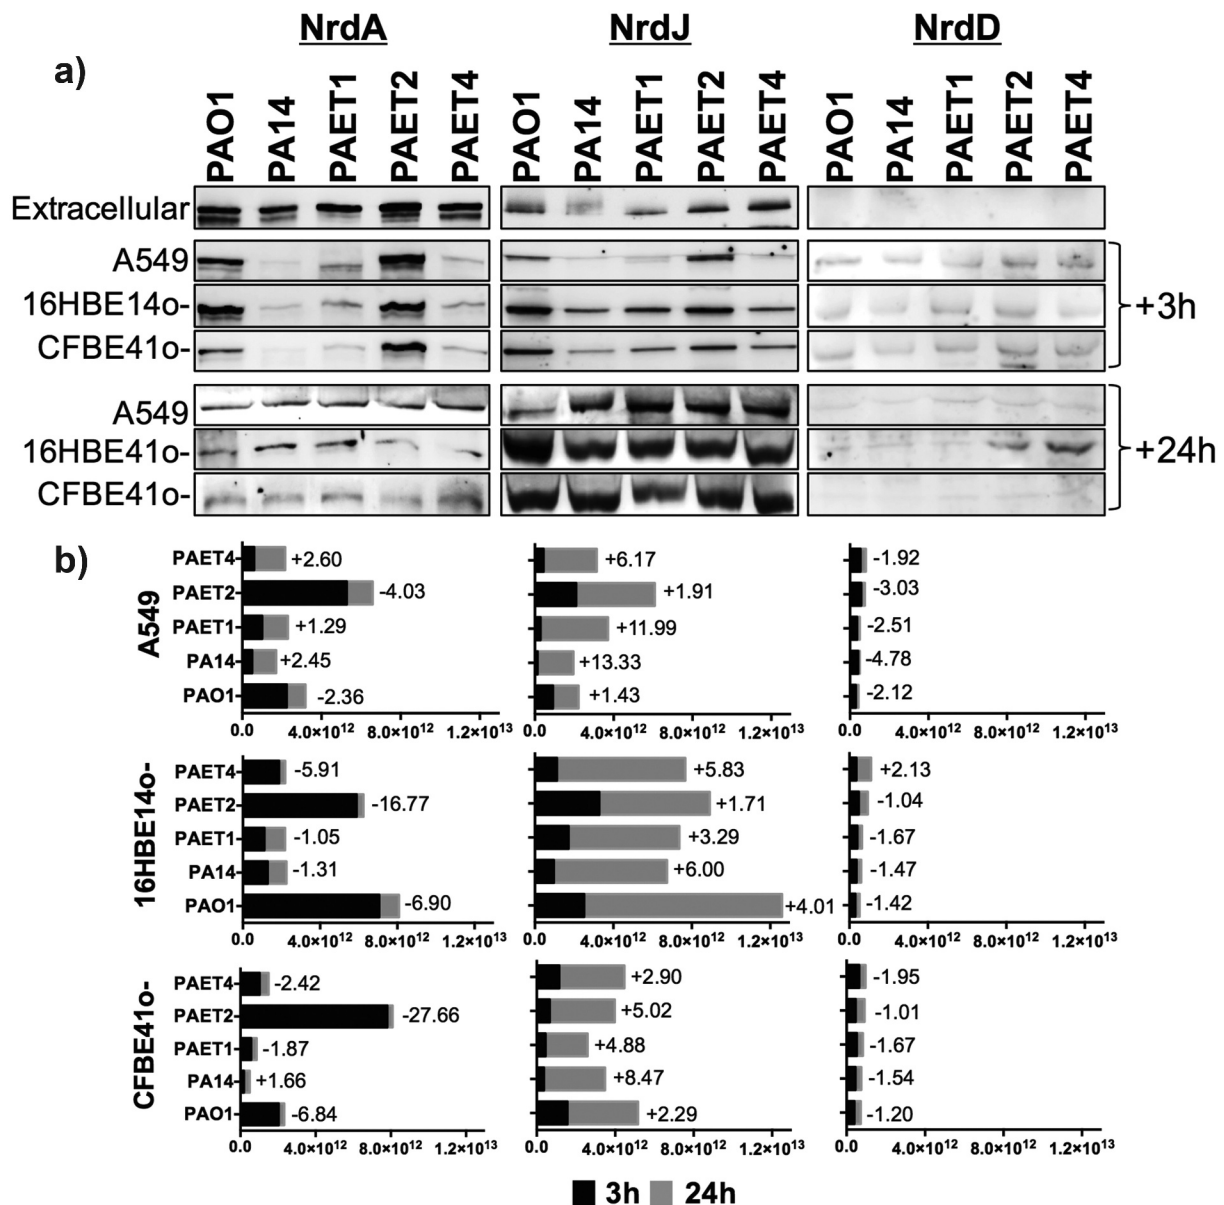 NrdA NrdJ NrdD
a)
PAO1 PA14 PAET1 PAET2 PAET4 PAO1 PA14 PAET1 PAET2 PAET4 PAO1 PA14 PAET1 PAET2 PAET4
Extracellular
A549
16HBE14o-
CFBE41o-
+3h
A549
16HBE41o-
CFBE41o-
+24h
b)
A549
PAET4 +2.60 +6.17 -1.92
PAET2 -4.03 +1.91 -3.03
PAET1 +1.29 +11.99 -2.51
PA14 +2.45 +13.33 -4.78
PAO1 -2.36 +1.43 -2.12
0.0 4.0×10¹² 8.0×10¹² 1.2×10¹³ 0.0 4.0×10¹² 8.0×10¹² 1.2×10¹³ 0.0 4.0×10¹² 8.0×10¹² 1.2×10¹³
16HBE14o-
PAET4 -5.91 +5.83 +2.13
PAET2 -16.77 +1.71 -1.04
PAET1 -1.05 +3.29 -1.67
PA14 -1.31 +6.00 -1.47
PAO1 -6.90 +4.01 -1.42
0.0 4.0×10¹² 8.0×10¹² 1.2×10¹³ 0.0 4.0×10¹² 8.0×10¹² 1.2×10¹³ 0.0 4.0×10¹² 8.0×10¹² 1.2×10¹³
CFBE41o-
PAET4 -2.42 +2.90 -1.95
PAET2 -27.66 +5.02 -1.01
PAET1 -1.87 +4.88 -1.67
PA14 +1.66 +8.47 -1.54
PAO1 -6.84 +2.29 -1.20
0.0 4.0×10¹² 8.0×10¹² 1.2×10¹³ 0.0 4.0×10¹² 8.0×10¹² 1.2×10¹³ 0.0 4.0×10¹² 8.0×10¹² 1.2×10¹³
3h 24h